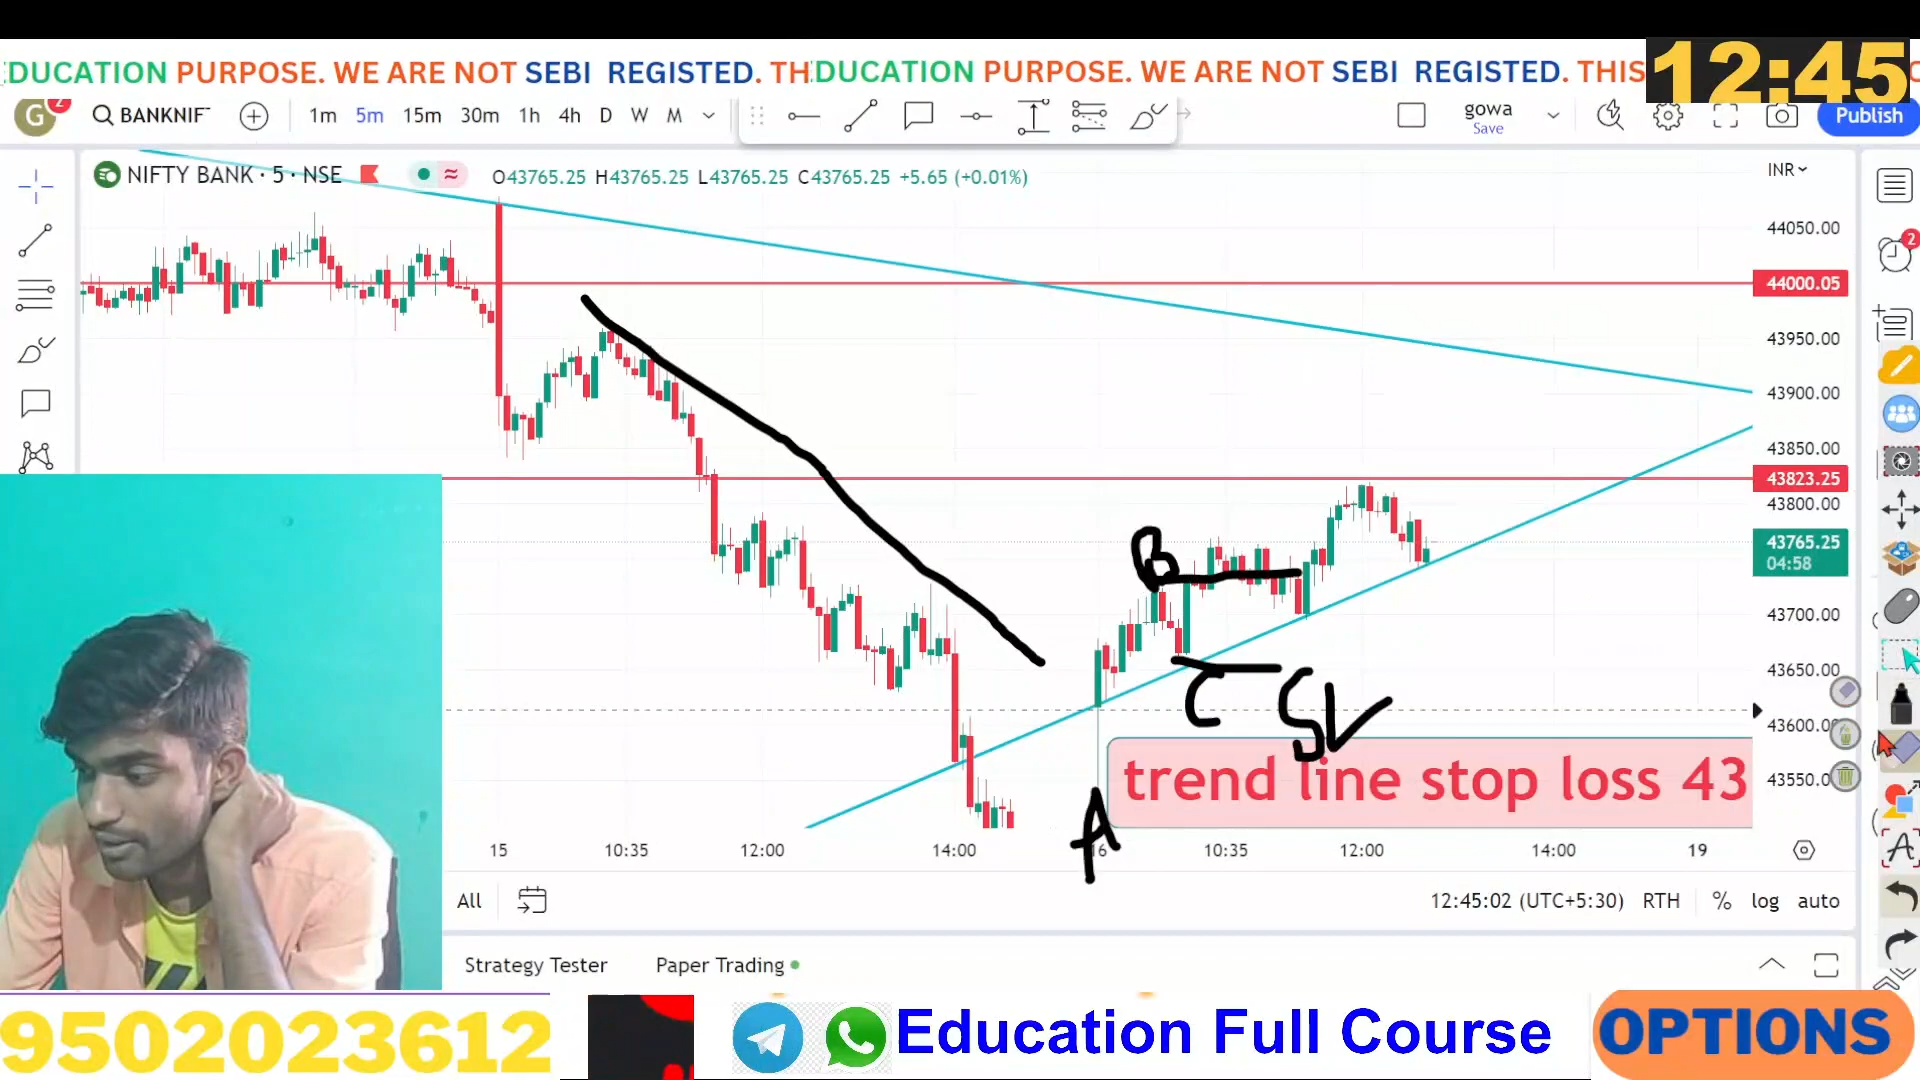 EDUCATION PURPOSE. WE ARE NOT SEBI REGISTED. TH EDUCATION PURPOSE. WE ARE NOT SEBI REGISTED. THIS
12:45
G 2 BANKNIF 1m 5m 15m 30m 1h 4h D W M gowa Save Publish
NIFTY BANK · 5 · NSE O43765.25 H43765.25 L43765.25 C43765.25 +5.65 (+0.01%)
INR
44050.00
44000.05
43950.00
43900.00
43850.00
43823.25
43800.00
43765.25
04:58
43700.00
43650.00
43600.00
43550.00
2
B
C SL
trend line stop loss 43
A
15 10:35 12:00 14:00 16 10:35 12:00 14:00 19
All 12:45:02 (UTC+5:30) RTH % log auto
Strategy Tester Paper Trading
9502023612 Education Full Course OPTIONS